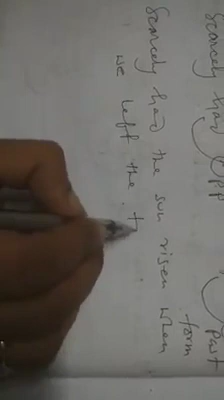 Scarcely had P.P. Past
form
Scarcely had the sun risen when
we left the t